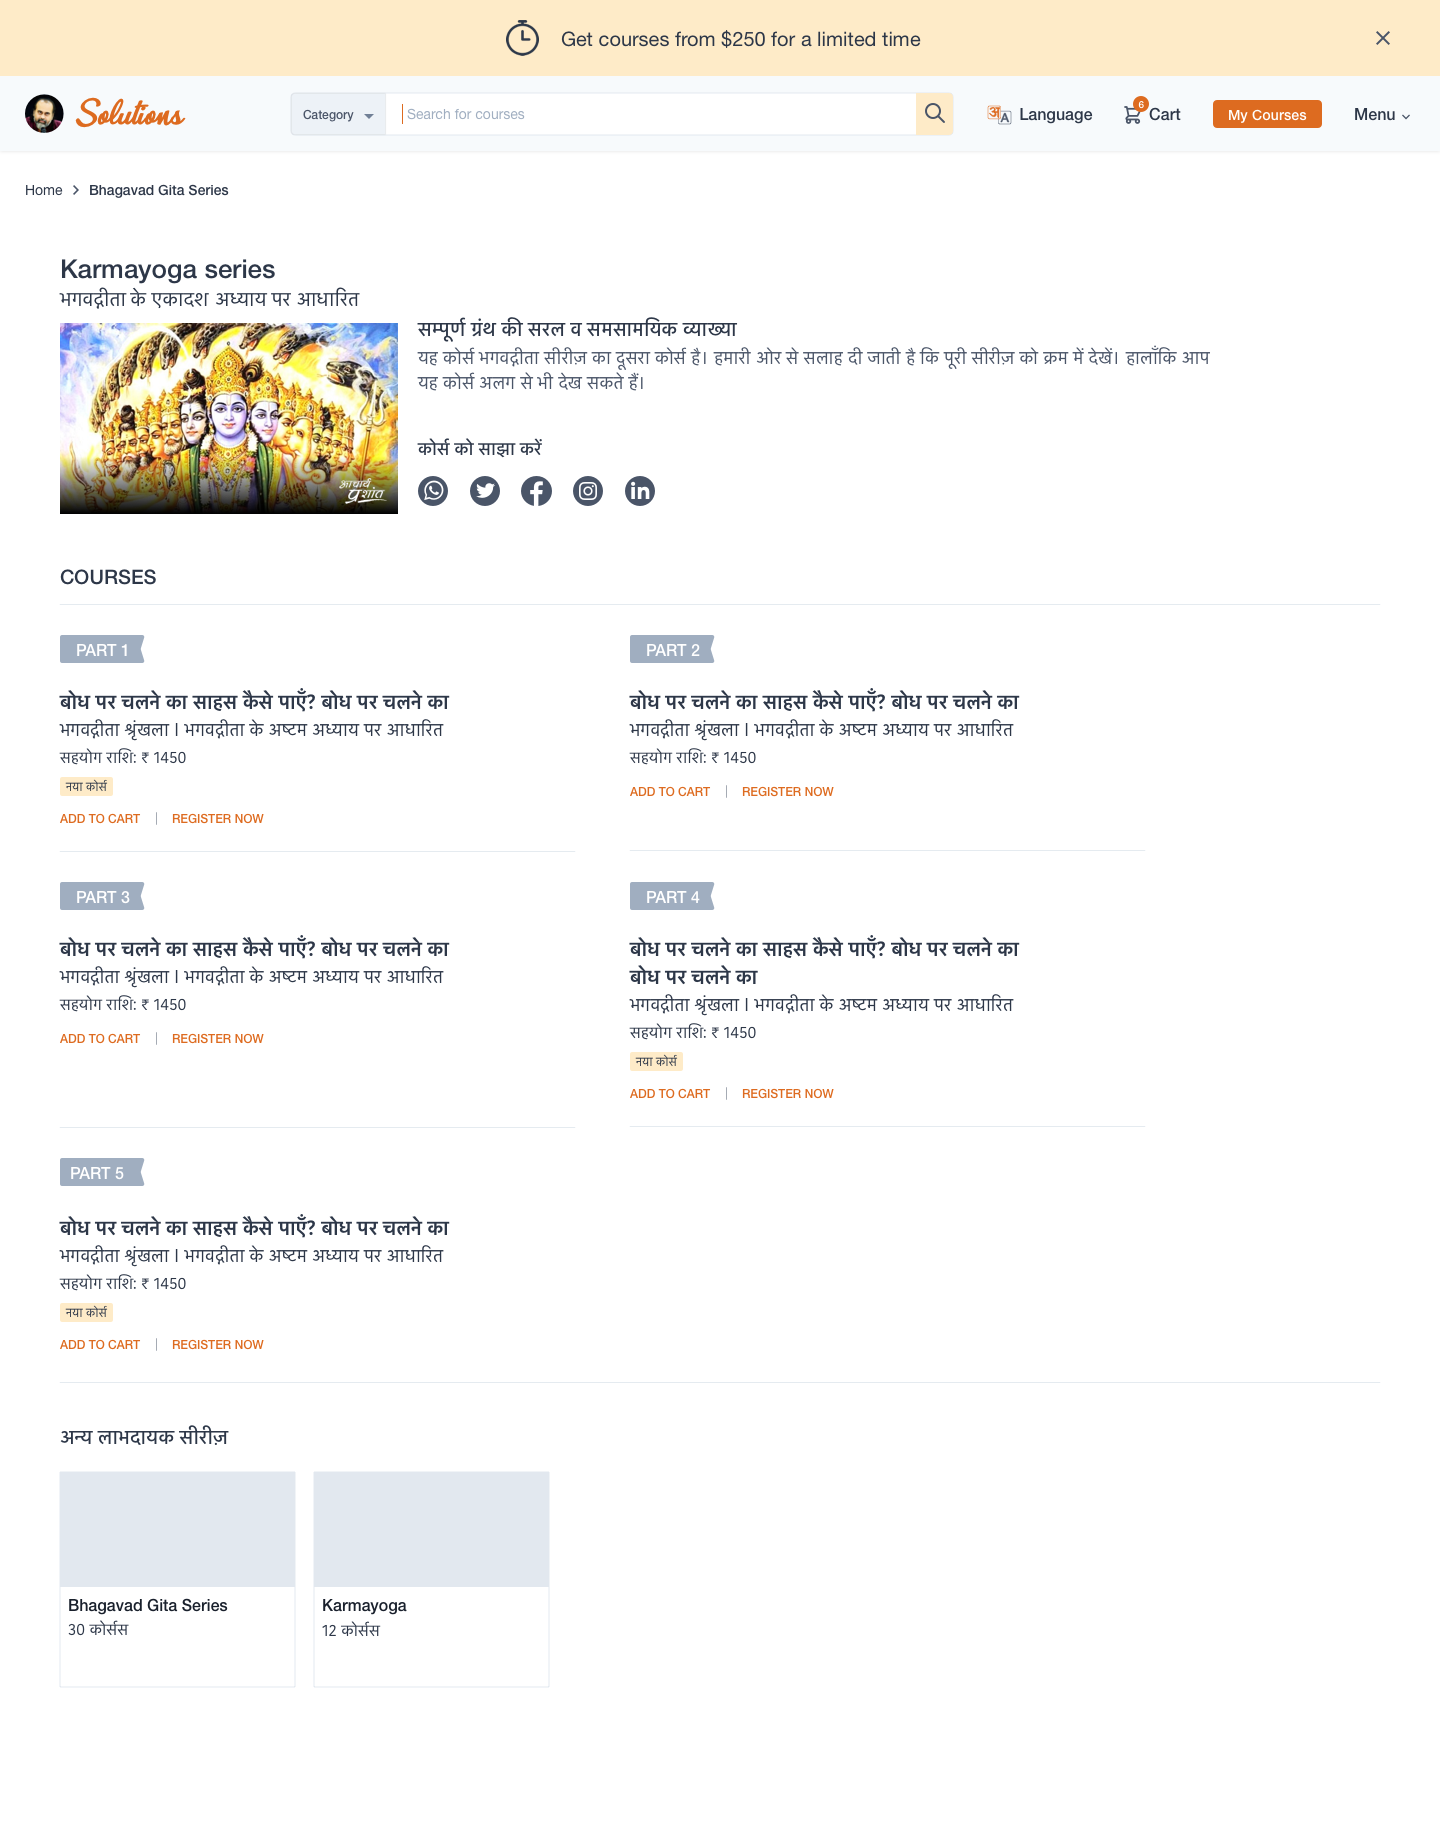 Get courses from $250 for a limited time
Solutions
Category
Search for courses
Language
6
Cart
My Courses
Menu
Home > Bhagavad Gita Series
Karmayoga series
भगवद्गीता के एकादश अध्याय पर आधारित
सम्पूर्ण ग्रंथ की सरल व समसामयिक व्याख्या
यह कोर्स भगवद्गीता सीरीज़ का दूसरा कोर्स है। हमारी ओर से सलाह दी जाती है कि पूरी सीरीज़ को क्रम में देखें। हालाँकि आप
यह कोर्स अलग से भी देख सकते हैं।
कोर्स को साझा करें
आचार्य
प्रशांत
COURSES
PART 1
बोध पर चलने का साहस कैसे पाएँ? बोध पर चलने का
भगवद्गीता श्रृंखला । भगवद्गीता के अष्टम अध्याय पर आधारित
सहयोग राशि: ₹ 1450
नया कोर्स
ADD TO CART | REGISTER NOW
PART 2
बोध पर चलने का साहस कैसे पाएँ? बोध पर चलने का
भगवद्गीता श्रृंखला । भगवद्गीता के अष्टम अध्याय पर आधारित
सहयोग राशि: ₹ 1450
ADD TO CART | REGISTER NOW
PART 3
बोध पर चलने का साहस कैसे पाएँ? बोध पर चलने का
भगवद्गीता श्रृंखला । भगवद्गीता के अष्टम अध्याय पर आधारित
सहयोग राशि: ₹ 1450
ADD TO CART | REGISTER NOW
PART 4
बोध पर चलने का साहस कैसे पाएँ? बोध पर चलने का
बोध पर चलने का
भगवद्गीता श्रृंखला । भगवद्गीता के अष्टम अध्याय पर आधारित
सहयोग राशि: ₹ 1450
नया कोर्स
ADD TO CART | REGISTER NOW
PART 5
बोध पर चलने का साहस कैसे पाएँ? बोध पर चलने का
भगवद्गीता श्रृंखला । भगवद्गीता के अष्टम अध्याय पर आधारित
सहयोग राशि: ₹ 1450
नया कोर्स
ADD TO CART | REGISTER NOW
अन्य लाभदायक सीरीज़
Bhagavad Gita Series
30 कोर्सस
Karmayoga
12 कोर्सस